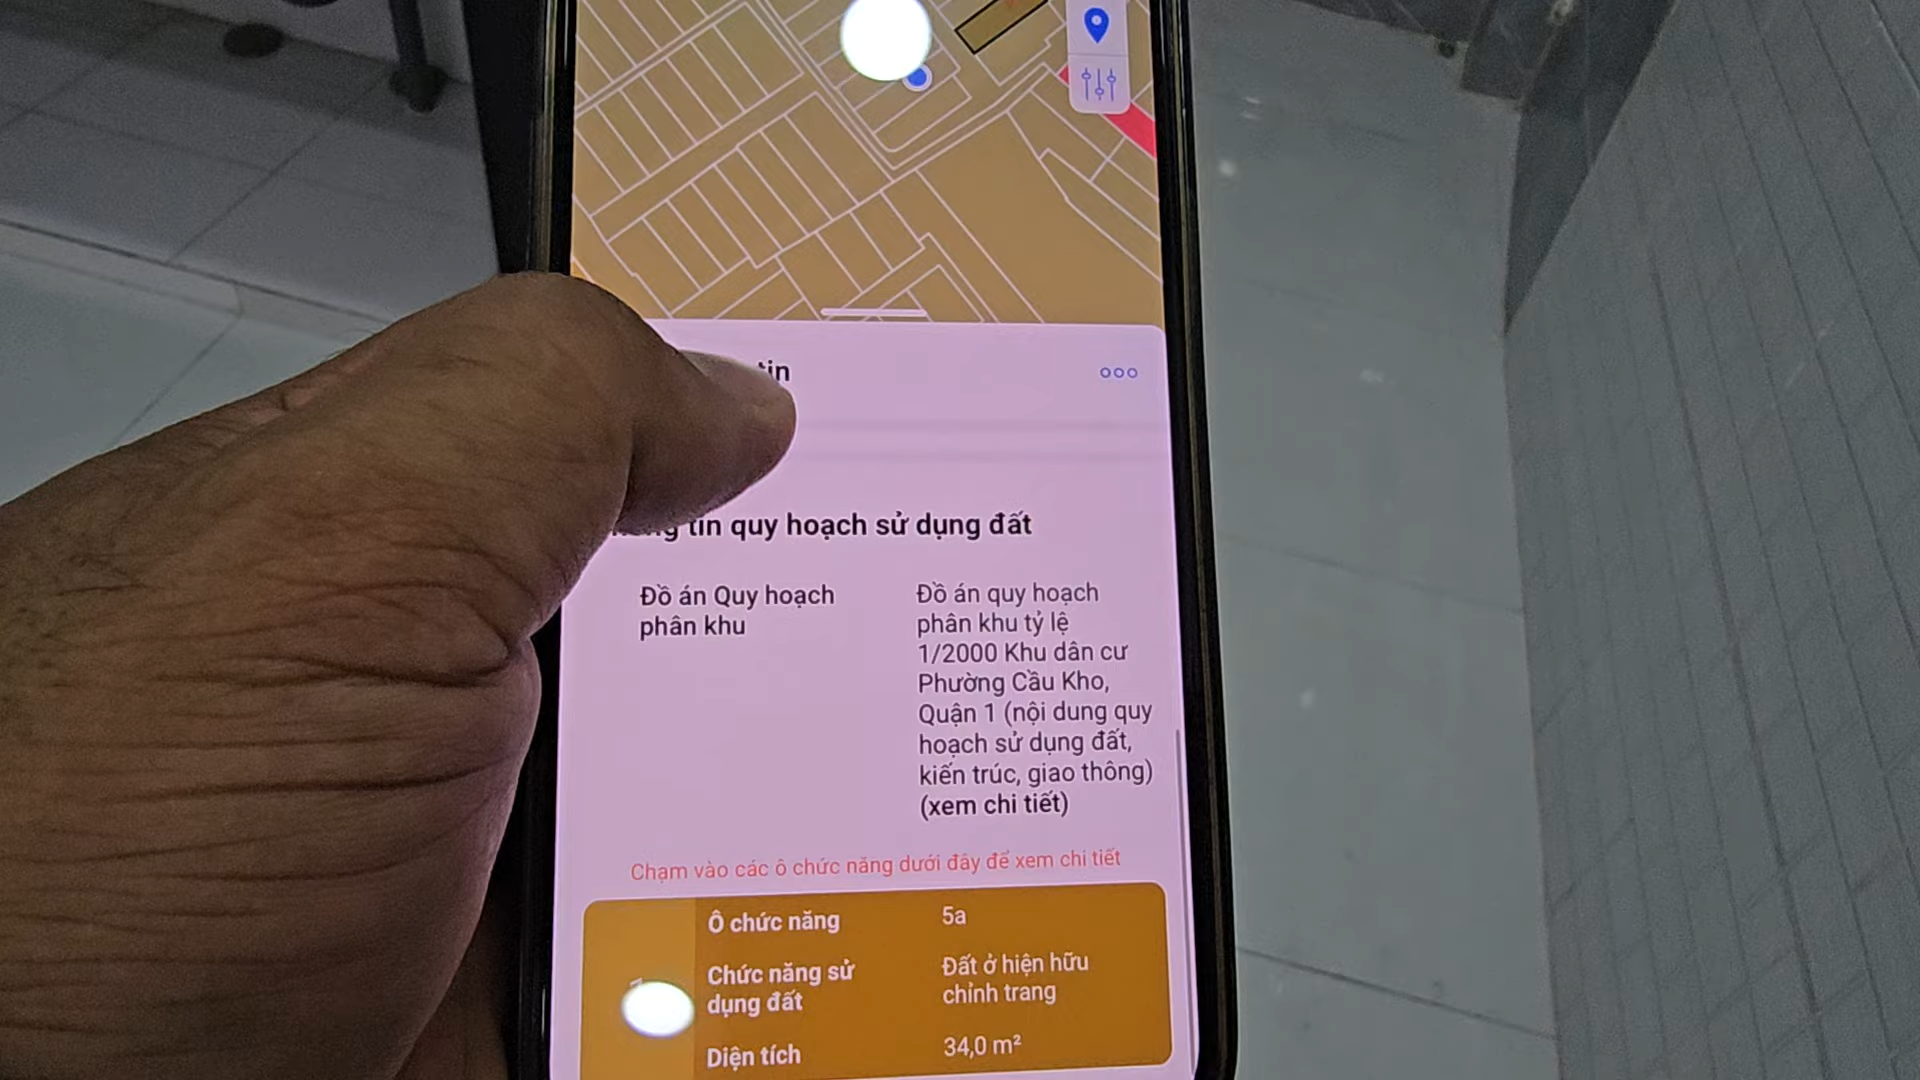 tin
tin quy hoạch sử dụng đất
Đồ án Quy hoạch
phân khu
Đồ án quy hoạch
phân khu tỷ lệ
1/2000 Khu dân cư
Phường Cầu Kho,
Quận 1 (nội dung quy
hoạch sử dụng đất,
kiến trúc, giao thông)
(xem chi tiết)
Chạm vào các ô chức năng dưới đây để xem chi tiết
Ô chức năng
5a
Chức năng sử
dụng đất
Đất ở hiện hữu
chỉnh trang
Diện tích
34,0 m²